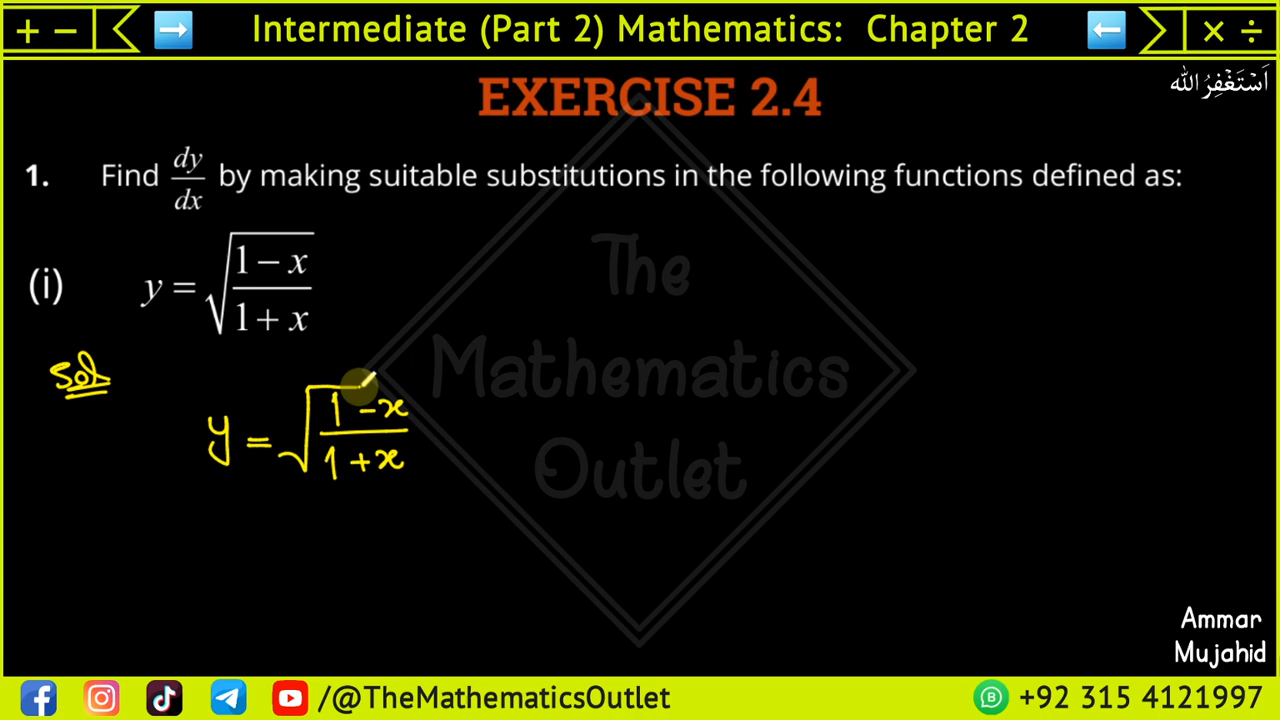 + − Intermediate (Part 2) Mathematics: Chapter 2 × ÷
اَسْتَغْفِرُ الله
EXERCISE 2.4
1. Find dy/dx by making suitable substitutions in the following functions defined as:
(i) y = √((1 − x)/(1 + x))
Sol
y = √((1 − x)/(1 + x))
The
Mathematics
Outlet
Ammar
Mujahid
/@TheMathematicsOutlet +92 315 4121997